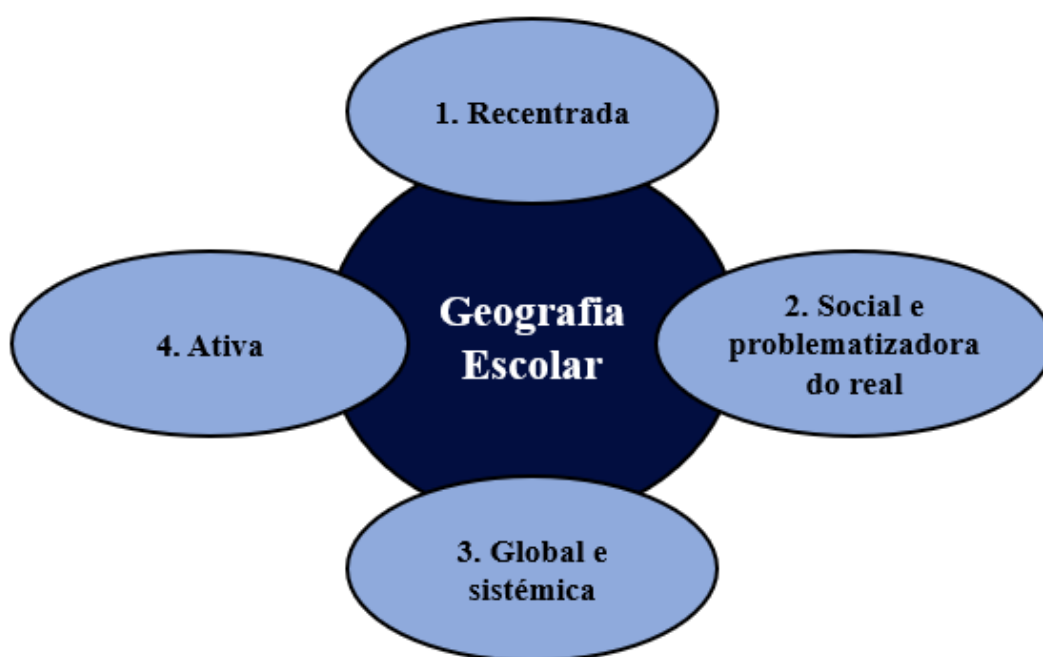 1. Recentrada
Geografia
Escolar
2. Social e
problematizadora
do real
3. Global e
sistémica
4. Ativa